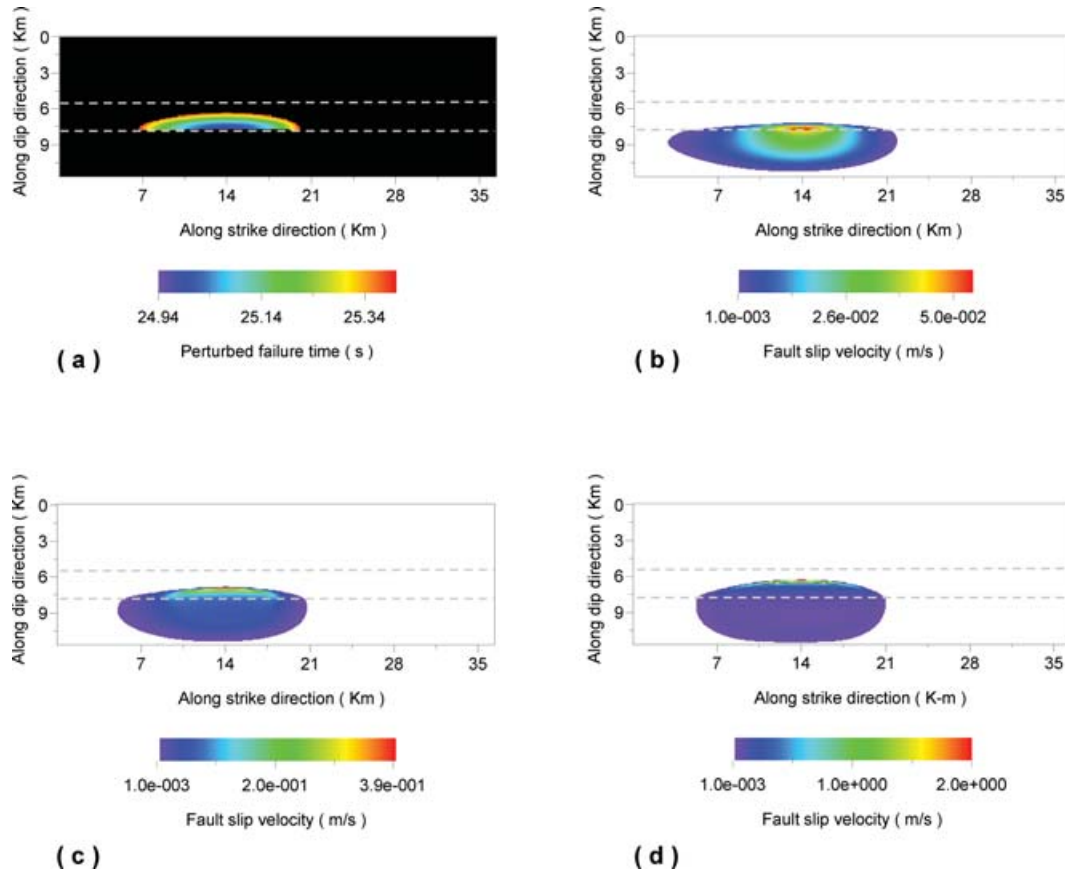 Along dip direction ( Km )
0
3
6
9
7 14 21 28 35
Along strike direction ( Km )
24.94 25.14 25.34
Perturbed failure time ( s )
( a )
Along dip direction ( Km )
0
3
6
9
7 14 21 28 35
Along strike direction ( Km )
1.0e-003 2.6e-002 5.0e-002
Fault slip velocity ( m/s )
( b )
Along dip direction ( Km )
0
3
6
9
7 14 21 28 35
Along strike direction ( Km )
1.0e-003 2.0e-001 3.9e-001
Fault slip velocity ( m/s )
( c )
Along dip direction ( Km )
0
3
6
9
7 14 21 28 35
Along strike direction ( K-m )
1.0e-003 1.0e+000 2.0e+000
Fault slip velocity ( m/s )
( d )